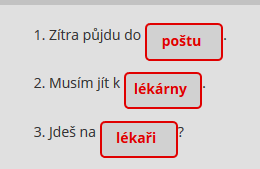 1. Zítra půjdu do poštu .
2. Musím jít k lékárny .
3. Jdeš na lékaři ?